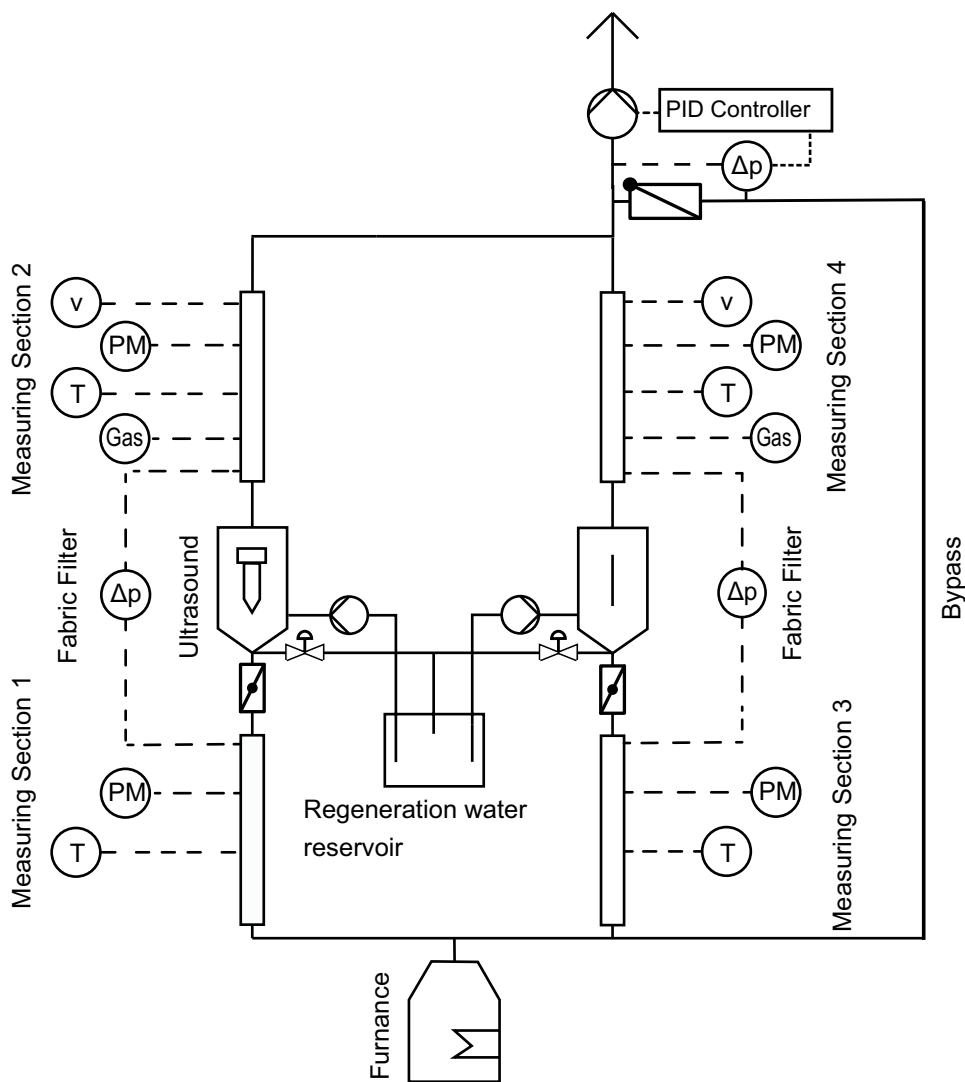 PID Controller
Δp
Measuring Section 2
v
PM
T
Gas
v
PM
T
Gas
Measuring Section 4
Fabric Filter
Δp
Ultrasound
Δp
Fabric Filter
Bypass
Measuring Section 1
PM
T
Regeneration water
reservoir
PM
T
Measuring Section 3
Furnance